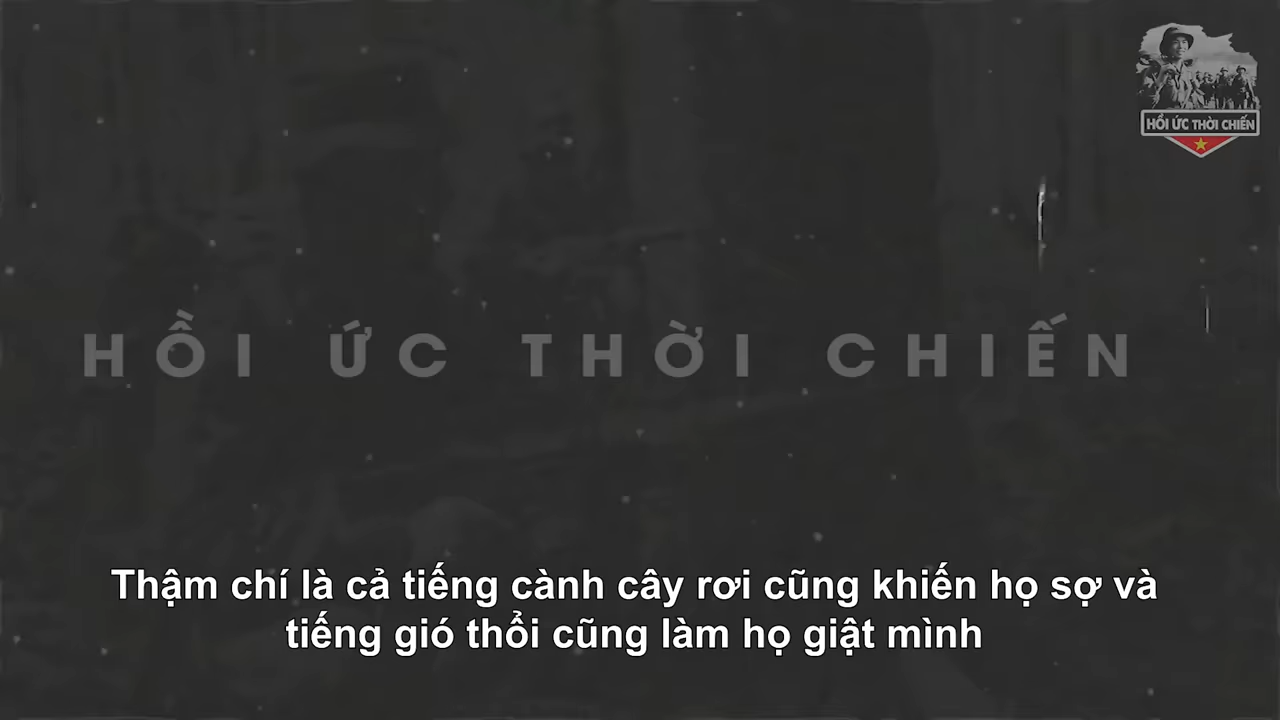 HỒI ỨC THỜI CHIẾN
HỒI ỨC THỜI CHIẾN
Thậm chí là cả tiếng cành cây rơi cũng khiến họ sợ và
tiếng gió thổi cũng làm họ giật mình